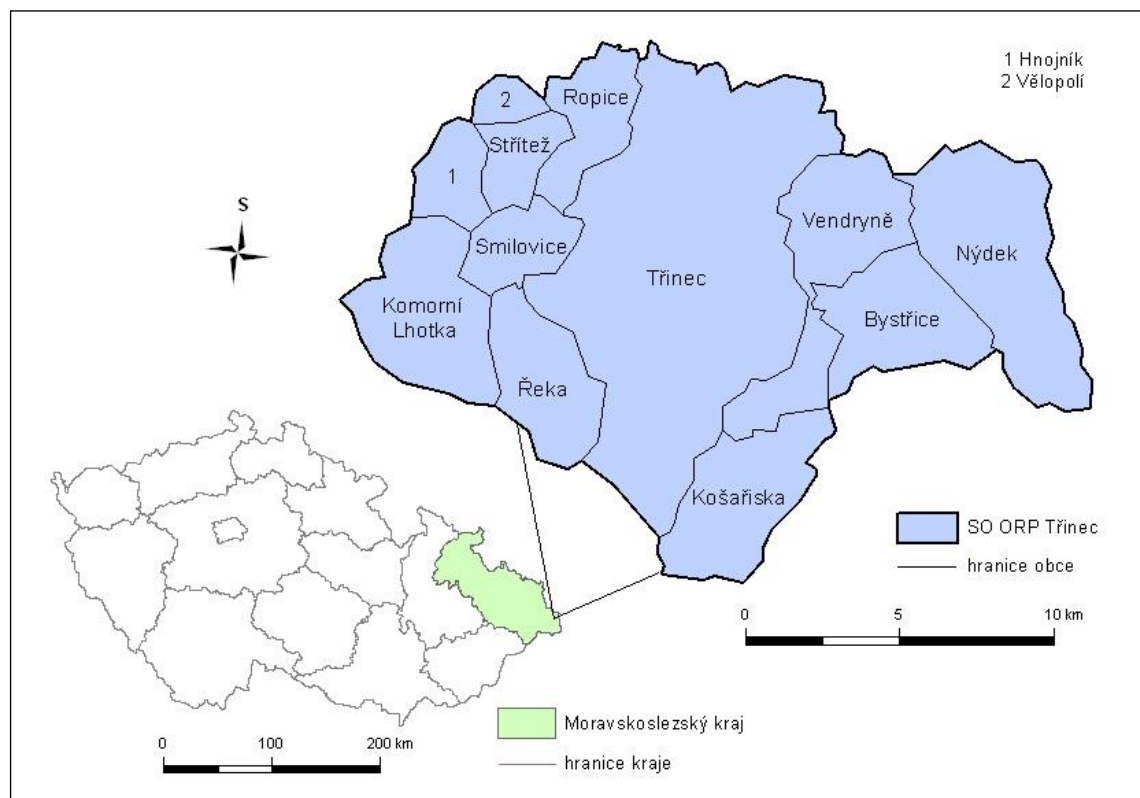 1 Hnojník
2 Vělopolí
2
Ropice
Střítež
1
Vendryně
S
Smilovice
Nýdek
Třinec
Komorní
Lhotka
Bystřice
Řeka
Košařiska
SO ORP Třinec
hranice obce
0 5 10 km
Moravskoslezský kraj
hranice kraje
0 100 200 km